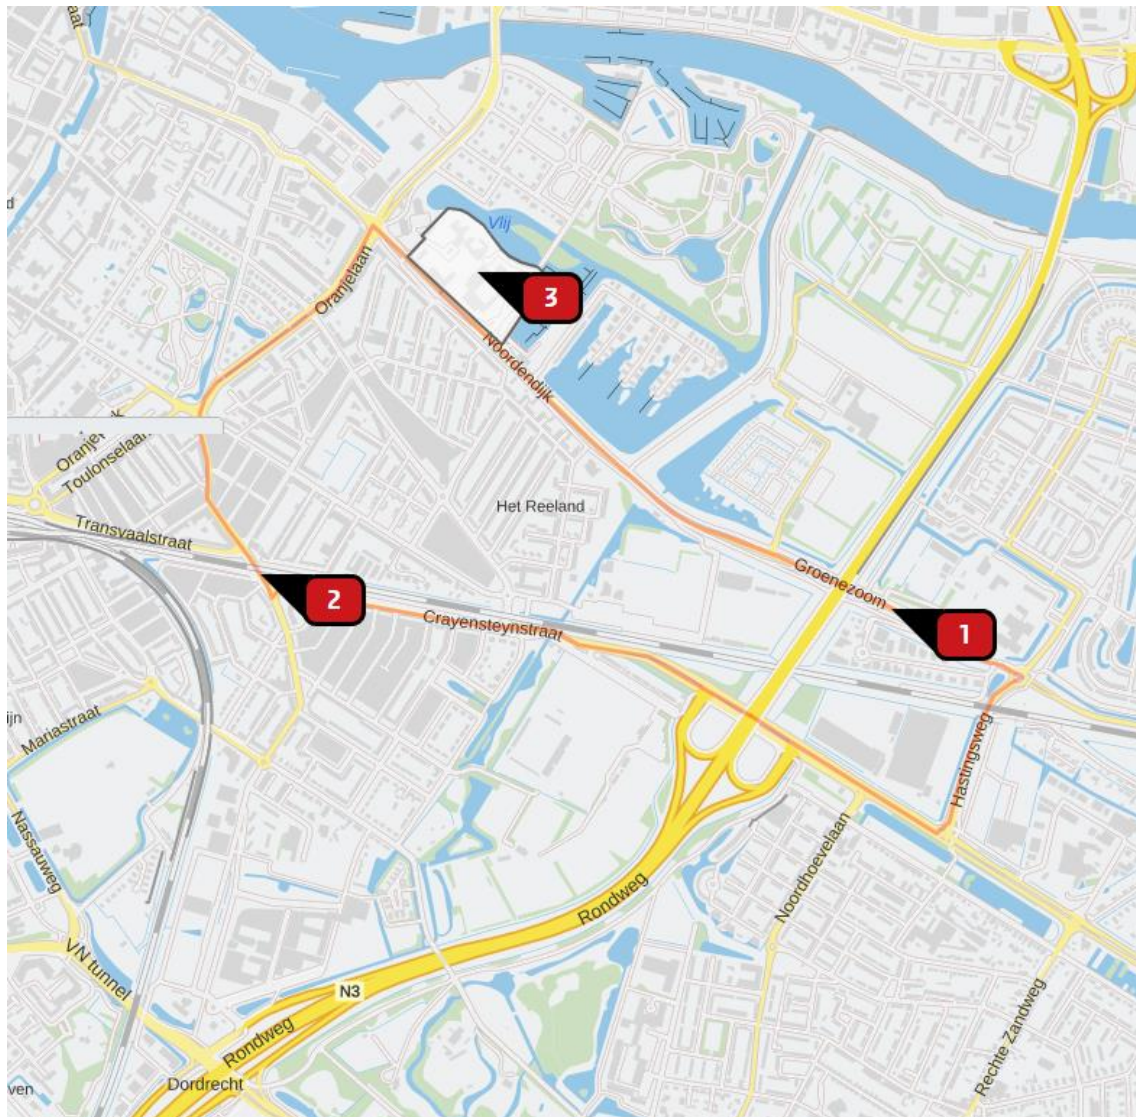 aat
d
Vlij
Oranjelaan
3
Noordendijk
Toulonselaan
Het Reeland
Transvaalstraat
Groenezoom
2
Crayensteynstraat
1
ijn
Mariastraat
Hastingsweg
Nassauweg
Noordhoevelaan
Rondweg
VN tunnel
N3
Rondweg
Rechte Zandweg
Dordrecht
ven